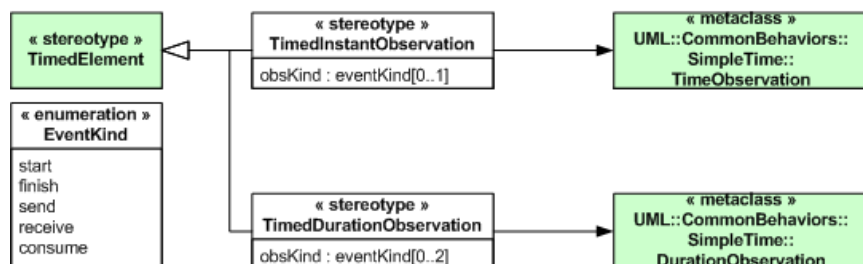 « stereotype »
TimedElement
« stereotype »
TimedInstantObservation
obsKind : eventKind[0..1]
« metaclass »
UML::CommonBehaviors::
SimpleTime::
TimeObservation
« enumeration »
EventKind
start
finish
send
receive
consume
« stereotype »
TimedDurationObservation
obsKind : eventKind[0..2]
« metaclass »
UML::CommonBehaviors::
SimpleTime::
DurationObservation